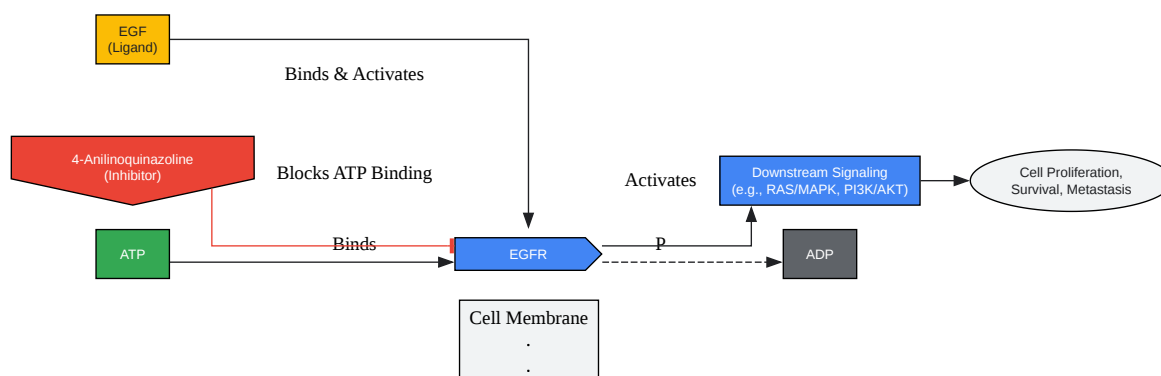 EGF
(Ligand)
Binds & Activates
4-Anilinoquinazoline
(Inhibitor)
Blocks ATP Binding
Activates
Downstream Signaling
(e.g., RAS/MAPK, PI3K/AKT)
Cell Proliferation,
Survival, Metastasis
Binds
P
ATP
EGFR
ADP
Cell Membrane
.
.